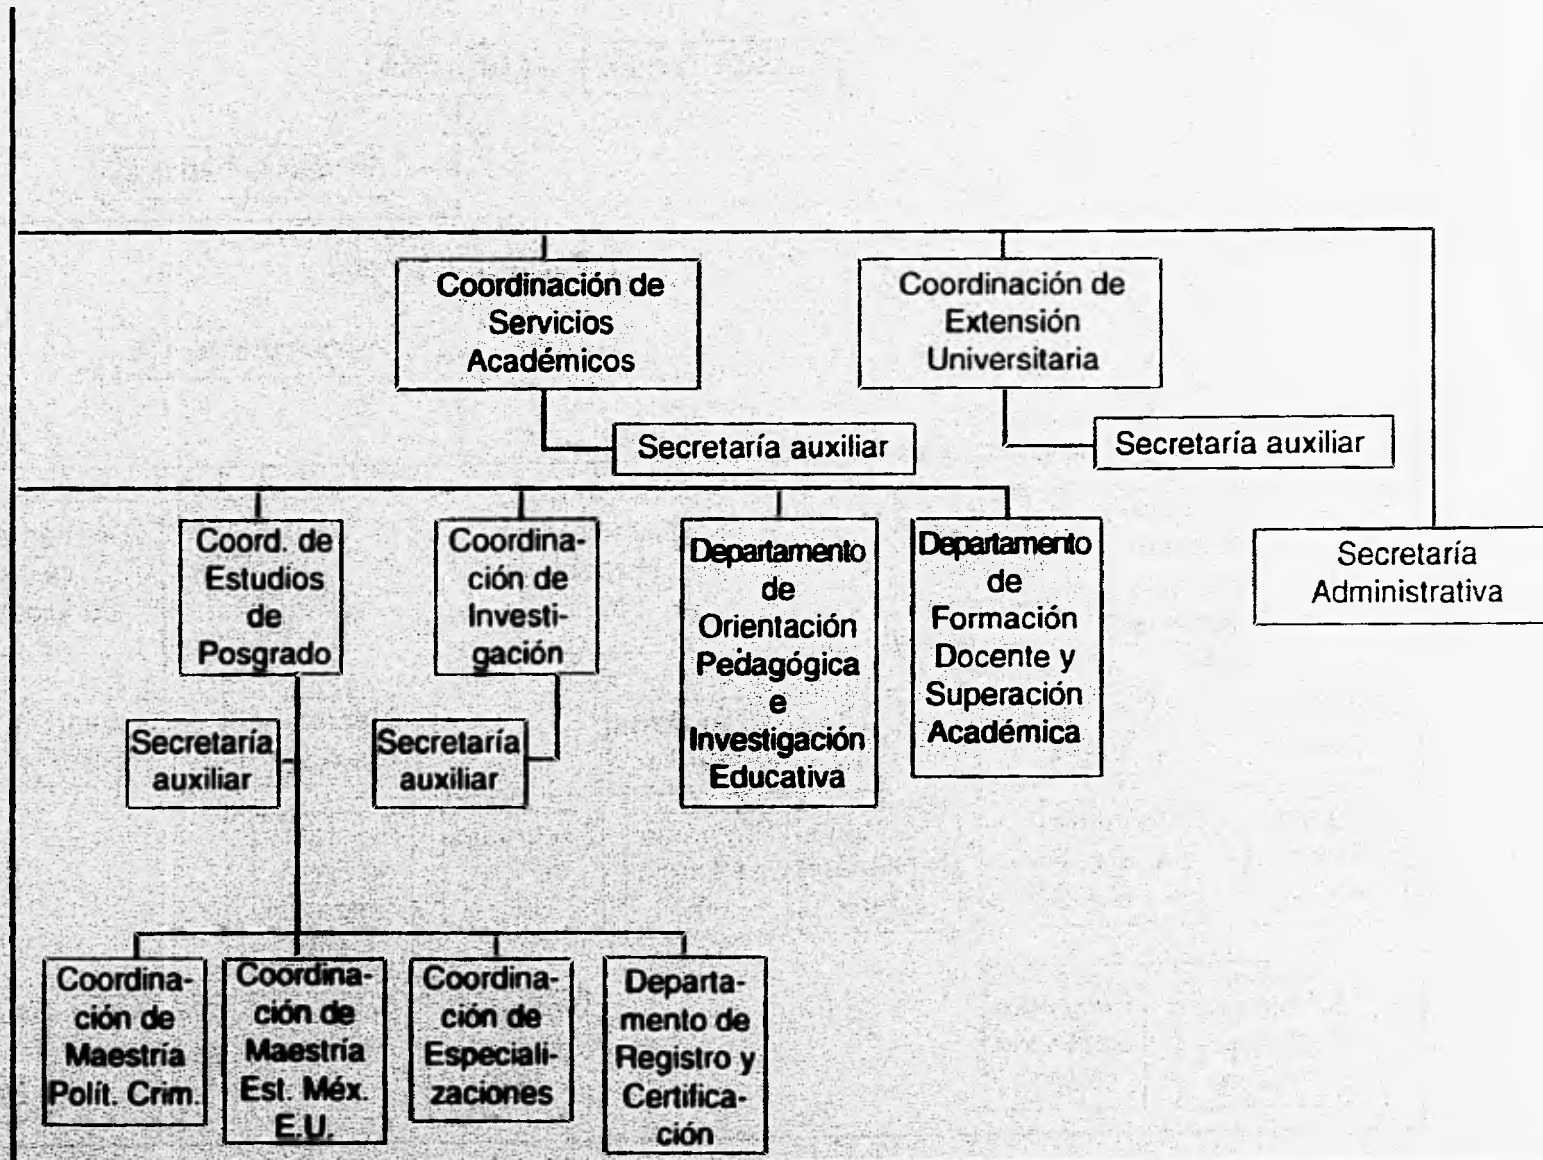 Coordinación de
Servicios
Académicos
Coordinación de
Extensión
Universitaria
Secretaría auxiliar
Secretaría auxiliar
Coord. de
Estudios
de
Posgrado
Coordina-
ción de
Investi-
gación
Departamento
de
Orientación
Pedagógica
e
Investigación
Educativa
Departamento
de
Formación
Docente y
Superación
Académica
Secretaría
Administrativa
Secretaría
auxiliar
Secretaría
auxiliar
Coordina-
ción de
Maestría
Polít. Crim.
Coordina-
ción de
Maestría
Est. Méx.
E.U.
Coordina-
ción de
Especiali-
zaciones
Departa-
mento de
Registro y
Certifica-
ción